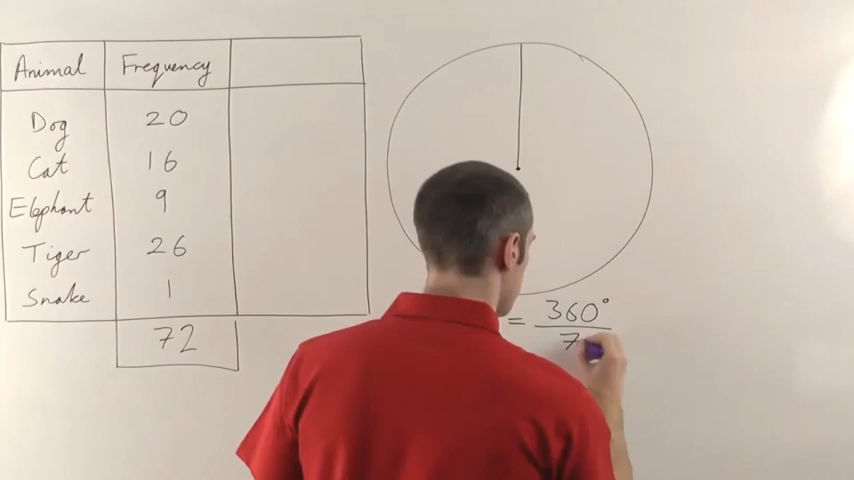 Animal Frequency
Dog 20
Cat 16
Elephant 9
Tiger 26
Snake 1
72
= 360°
7